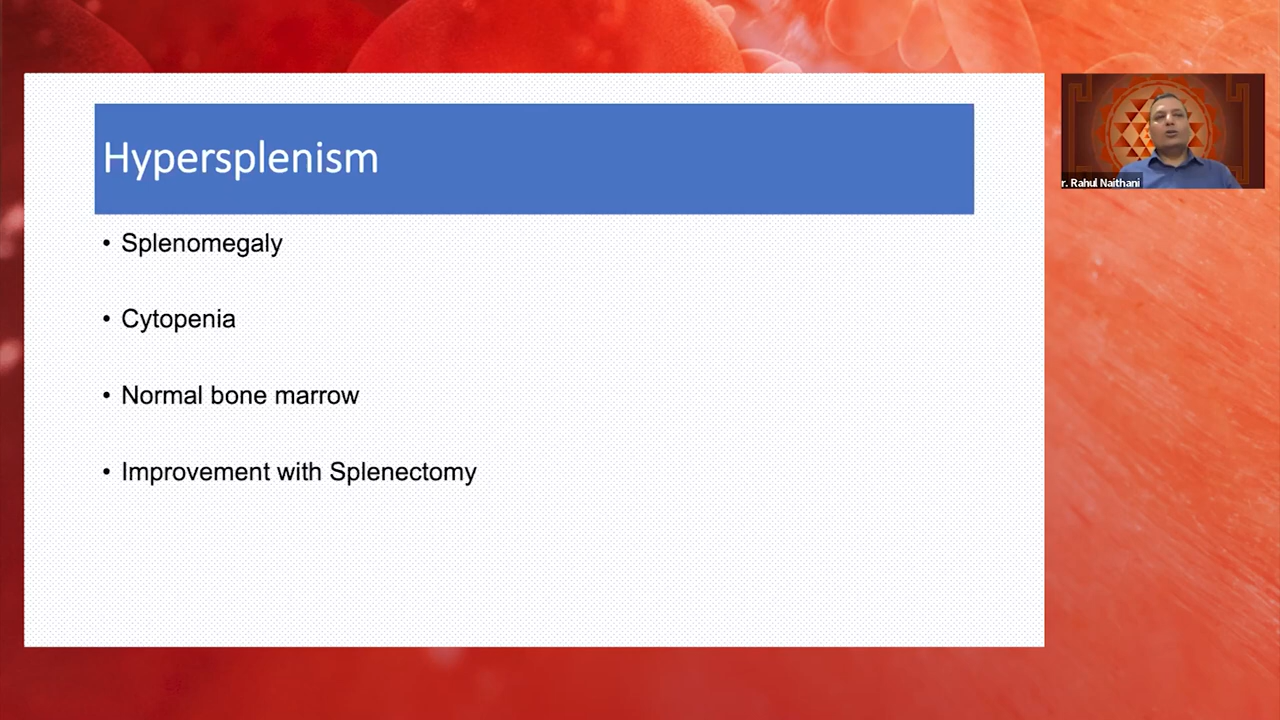 Hypersplenism
• Splenomegaly
• Cytopenia
• Normal bone marrow
• Improvement with Splenectomy
r. Rahul Naithani